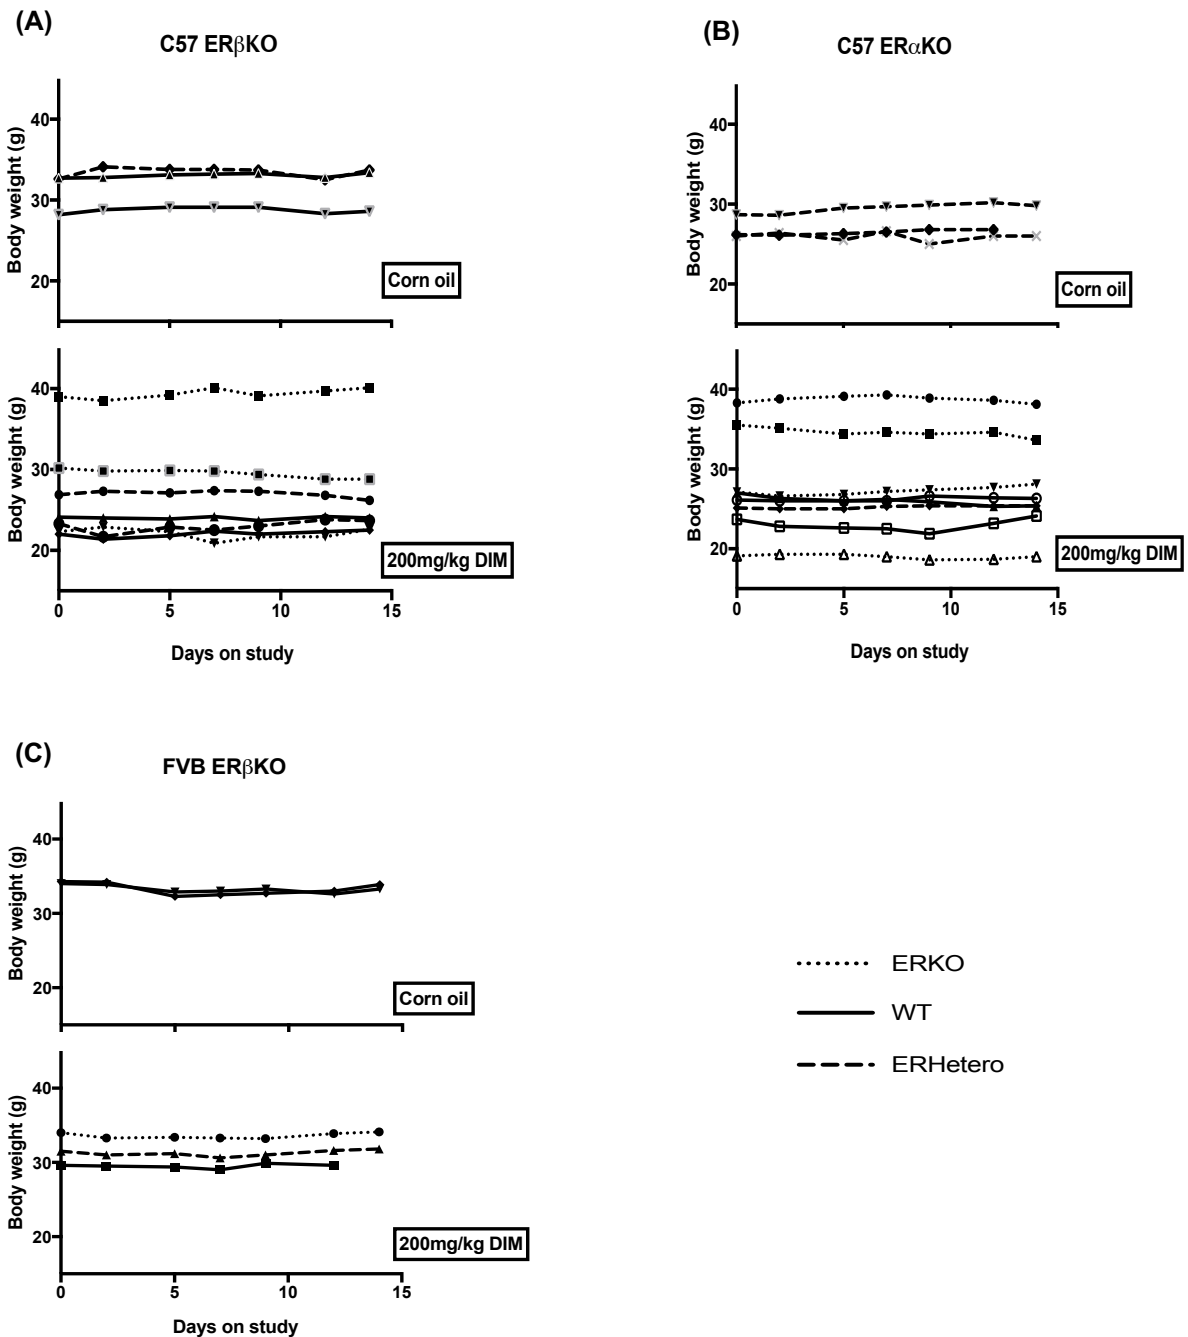 (A)
C57 ERβKO
Body weight (g)
40
30
20
Corn oil
Body weight (g)
40
30
20
200mg/kg DIM
0 5 10 15
Days on study
(B)
C57 ERαKO
Body weight (g)
40
30
20
Corn oil
Body weight (g)
40
30
20
200mg/kg DIM
0 5 10 15
Days on study
(C)
FVB ERβKO
Body weight (g)
40
30
20
Corn oil
Body weight (g)
40
30
20
200mg/kg DIM
0 5 10 15
Days on study
ERKO
WT
ERHetero